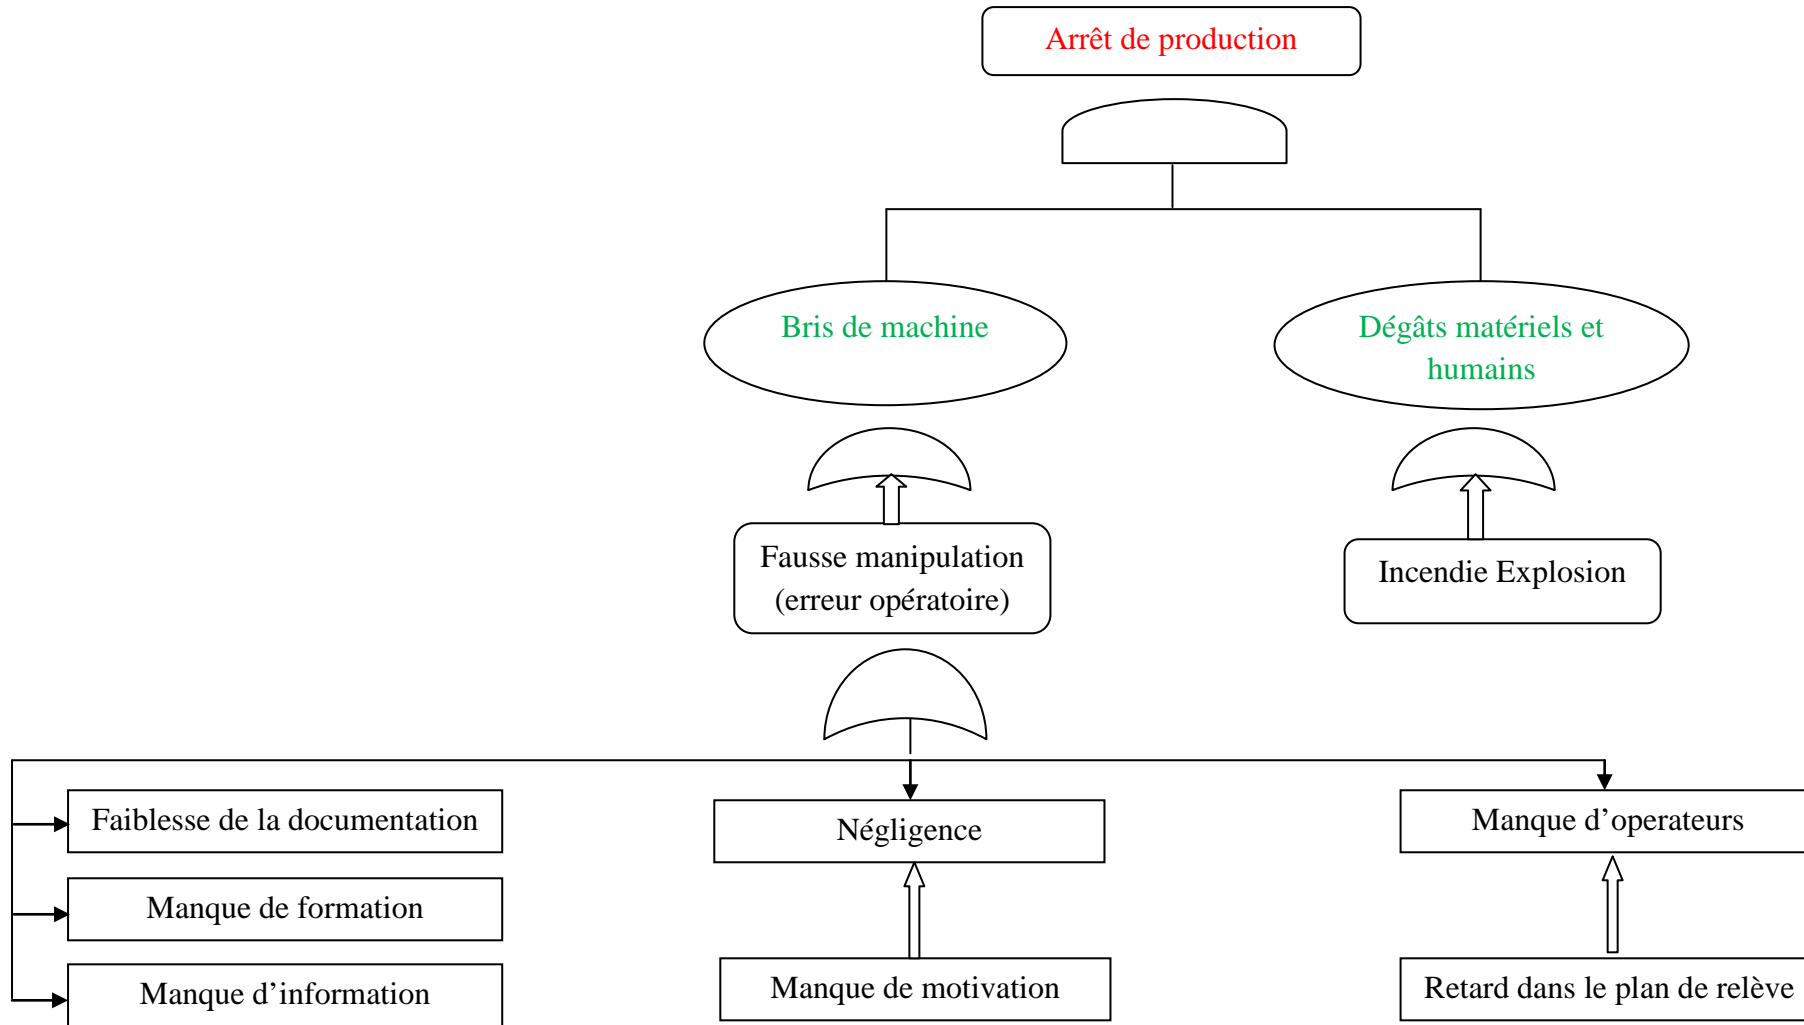 Arrêt de production
Bris de machine
Dégâts matériels et
humains
Fausse manipulation
(erreur opératoire)
Incendie Explosion
Faiblesse de la documentation
Négligence
Manque d’operateurs
Manque de formation
Manque d’information
Manque de motivation
Retard dans le plan de relève